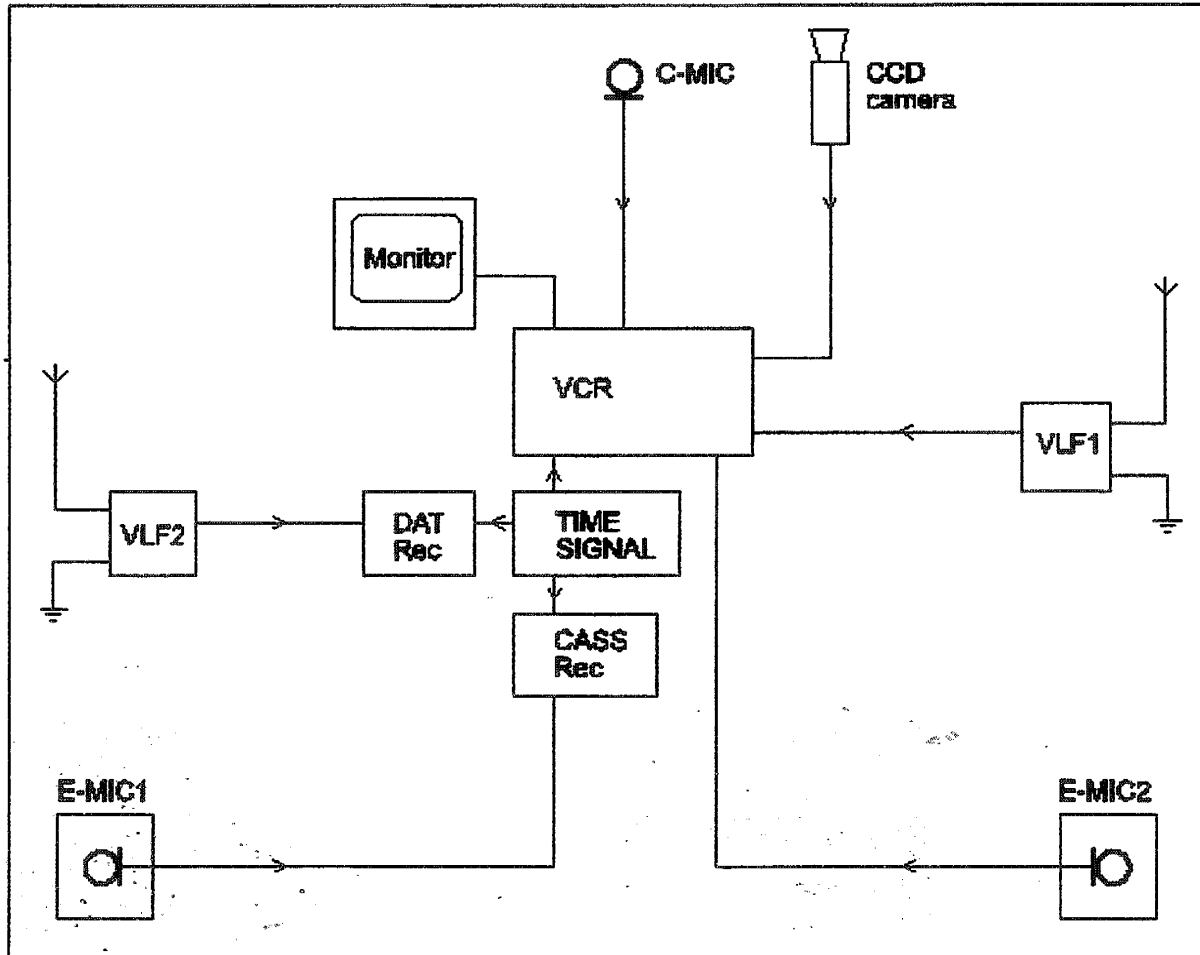 C-MIC
CCD
camera
Monitor
VCR
VLF1
VLF2
DAT
Rec
TIME
SIGNAL
CASS
Rec
E-MIC1
E-MIC2